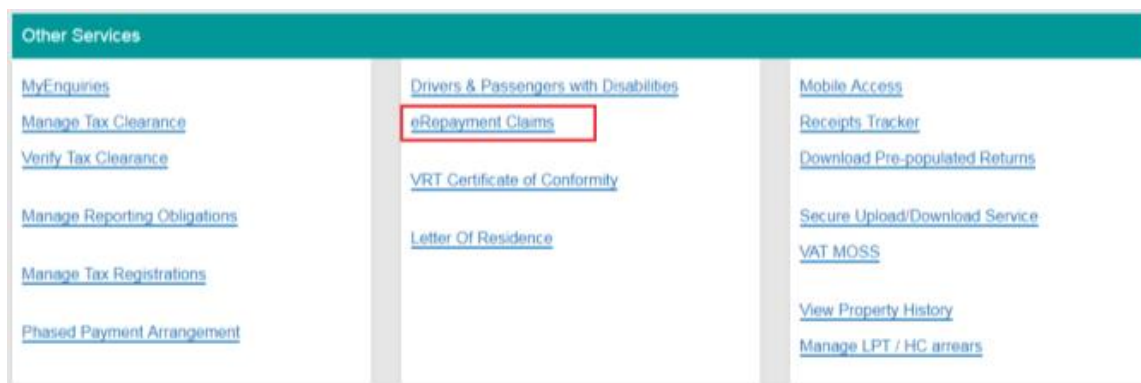 Other Services
MyEnquiries
Manage Tax Clearance
Verify Tax Clearance
Manage Reporting Obligations
Manage Tax Registrations
Phased Payment Arrangement
Drivers & Passengers with Disabilities
eRepayment Claims
VRT Certificate of Conformity
Letter Of Residence
Mobile Access
Receipts Tracker
Download Pre-populated Returns
Secure Upload/Download Service
VAT MOSS
View Property History
Manage LPT / HC arrears